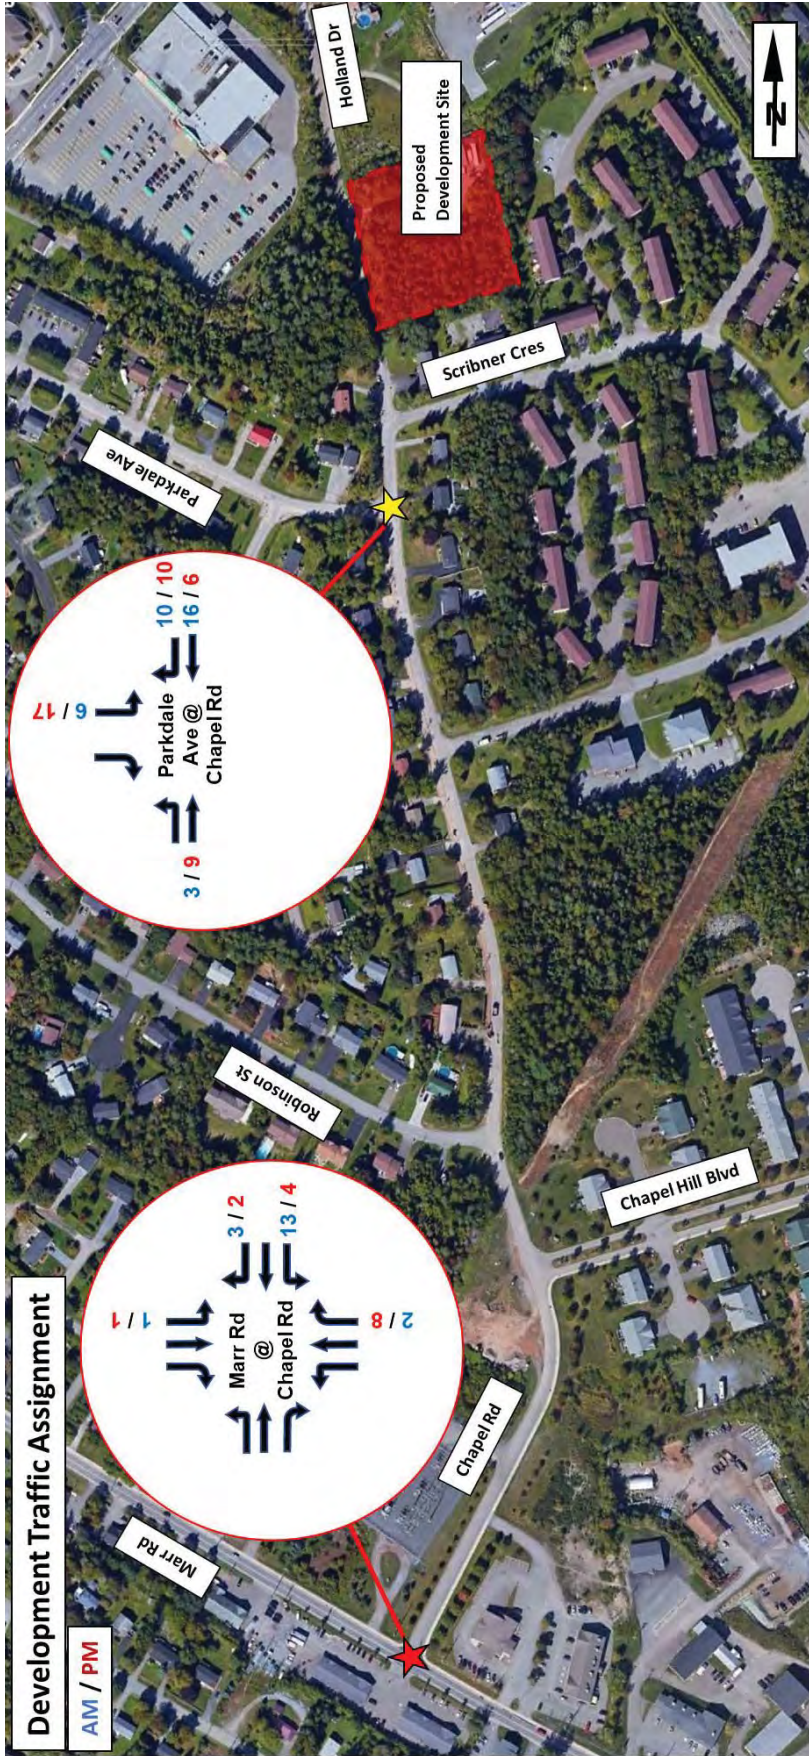 Development Traffic Assignment
AM / PM
Marr Rd
Chapel Rd
Robinson St
Chapel Hill Blvd
Parkdale Ave
Scribner Cres
Holland Dr
Proposed
Development Site
N
Marr Rd
@
Chapel Rd
1 / 1
3 / 2
13 / 4
2 / 8
Parkdale
Ave @
Chapel Rd
6 / 17
10 / 10
16 / 6
3 / 9